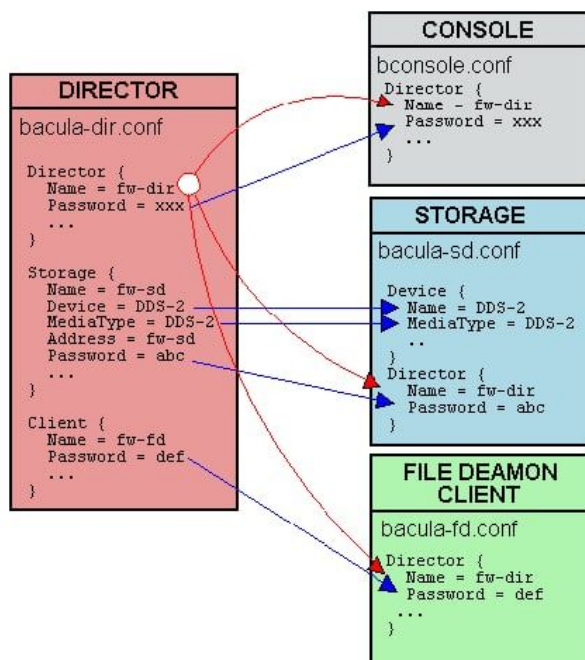 DIRECTOR
bacula-dir.conf
Director {
Name = fw-dir
Password = xxx
...
}
Storage {
Name = fw-sd
Device = DDS-2
MediaType = DDS-2
Address = fw-sd
Password = abc
...
}
Client {
Name = fw-fd
Password = def
...
}
CONSOLE
bconsole.conf
Director {
Name - fw-dir
Password = xxx
...
}
STORAGE
bacula-sd.conf
Device {
Name = DDS-2
MediaType = DDS-2
..
}
Director {
Name = fw-dir
Password = abc
}
FILE DEAMON
CLIENT
bacula-fd.conf
Director {
Name = fw-dir
Password = def
...
}